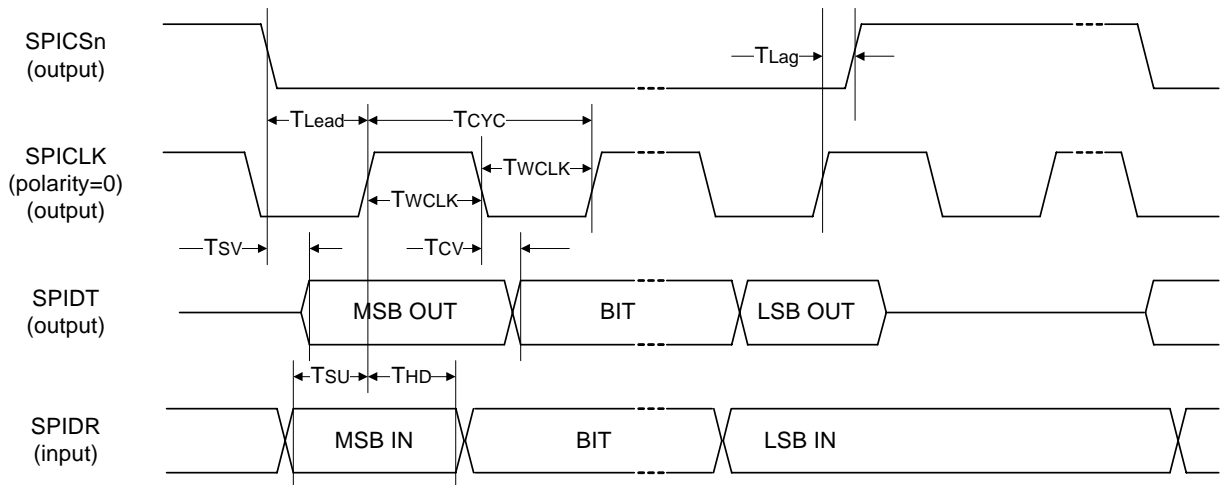 SPICSn
(output)
TLag
TLead
TCYC
SPICLK
(polarity=0)
(output)
TWCLK
TWCLK
TSV
TCV
SPIDT
(output)
MSB OUT
BIT
LSB OUT
TSU
THD
SPIDR
(input)
MSB IN
BIT
LSB IN